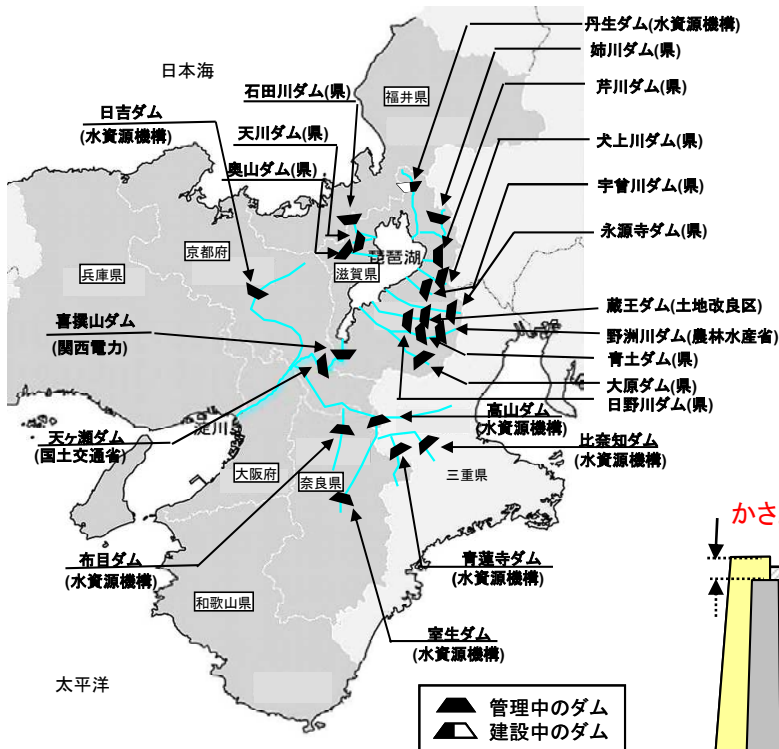 丹生ダム(水資源機構)
姉川ダム(県)
日本海
石田川ダム(県)
福井県
芹川ダム(県)
日吉ダム
(水資源機構)
天川ダム(県)
犬上川ダム(県)
奥山ダム(県)
宇曽川ダム(県)
永源寺ダム(県)
京都府
琵琶湖
兵庫県
滋賀県
蔵王ダム(土地改良区)
喜撰山ダム
(関西電力)
野洲川ダム(農林水産省)
青土ダム(県)
大原ダム(県)
日野川ダム(県)
高山ダム
(水資源機構)
淀川
天ヶ瀬ダム
(国土交通省)
比奈知ダム
(水資源機構)
大阪府
奈良県
三重県
かさ
布目ダム
(水資源機構)
青蓮寺ダム
(水資源機構)
和歌山県
室生ダム
(水資源機構)
太平洋
管理中のダム
建設中のダム